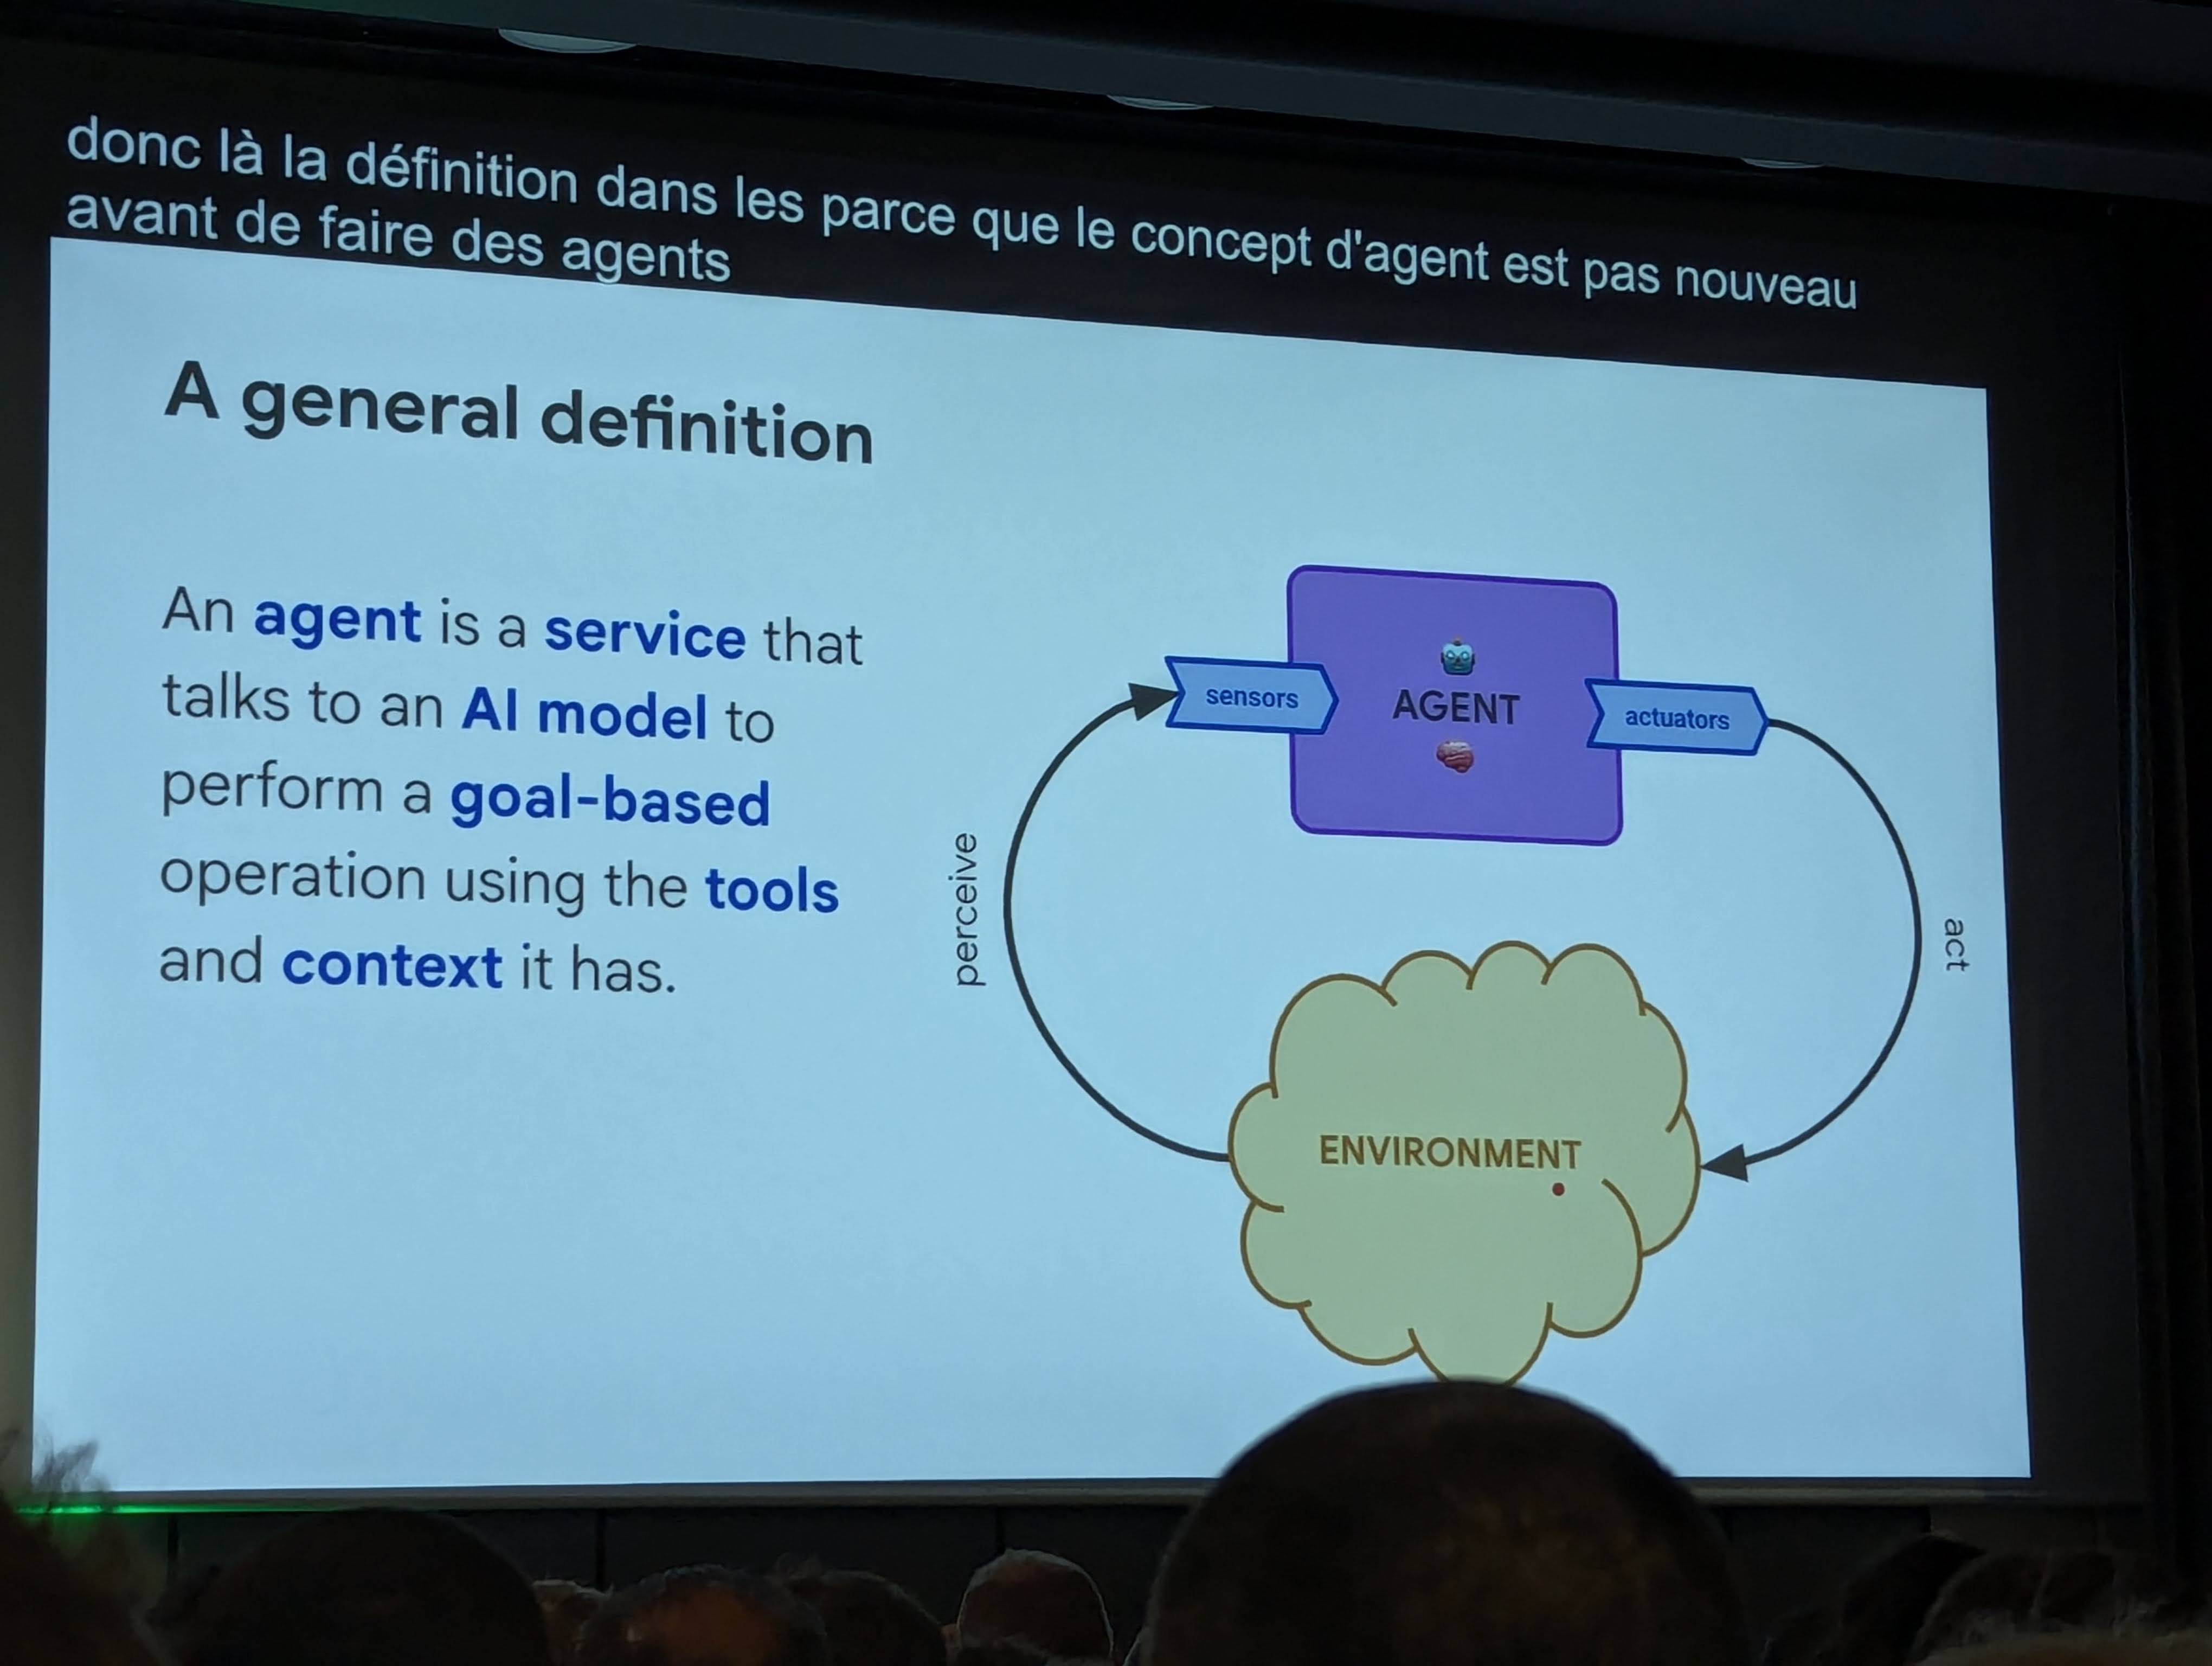 donc là la définition dans les parce que le concept d'agent est pas nouveau
avant de faire des agents
A general definition
An agent is a service that
talks to an AI model to
perform a goal-based
operation using the tools
and context it has.
sensors
AGENT
actuators
perceive
act
ENVIRONMENT